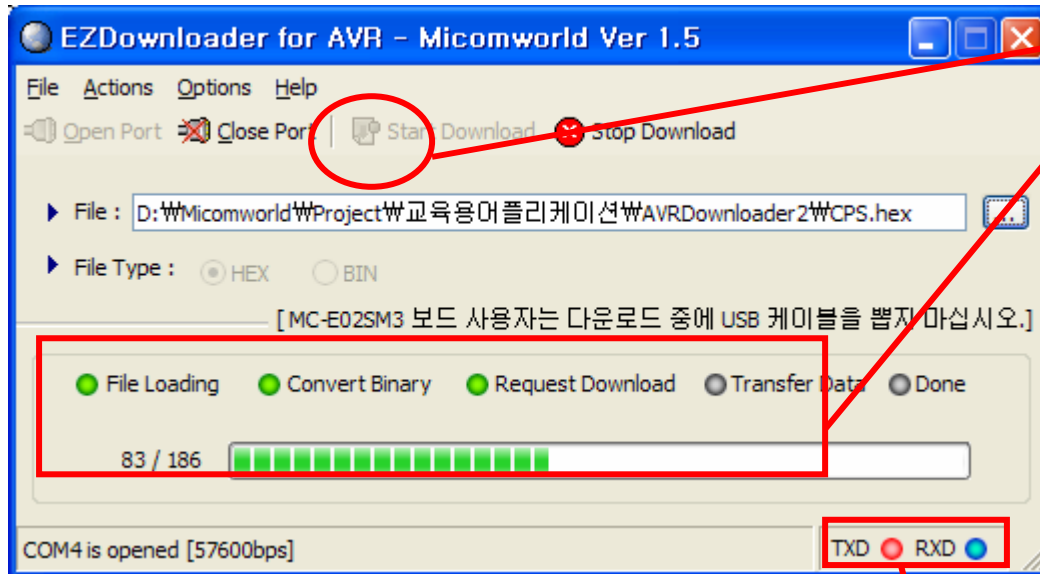 EZDownloader for AVR - Micomworld Ver 1.5
File Actions Options Help
Open Port Close Port Start Download Stop Download
File : D:₩Micomworld₩Project₩교육용어플리케이션₩AVRDownloader2₩CPS.hex ...
File Type : HEX BIN
[ MC-E02SM3 보드 사용자는 다운로드 중에 USB 케이블을 뽑지 마십시오.]
File Loading Convert Binary Request Download Transfer Data Done
83 / 186
COM4 is opened [57600bps] TXD RXD